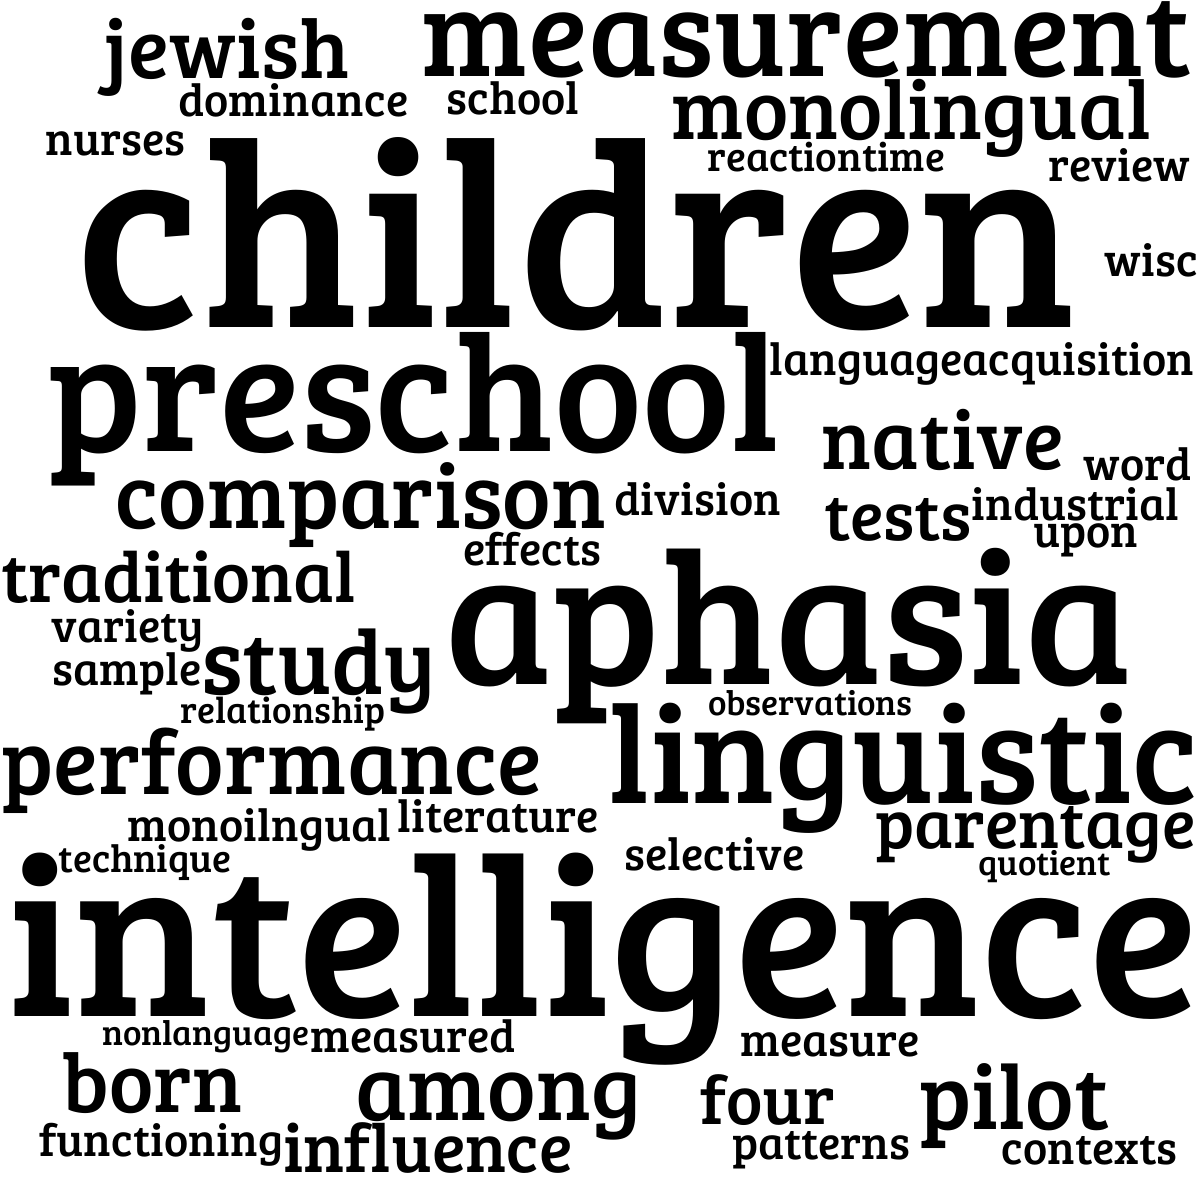 jewish measurement
dominance school monolingual
nurses reactiontime review
children
wisc
preschool languageacquisition
native word
comparison division tests industrial
upon
effects
traditional aphasia
variety
sample study
relationship observations
performance linguistic
monoilngual literature parentage
technique selective quotient
intelligence
nonlanguage measured measure
born among four pilot
functioning influence patterns contexts